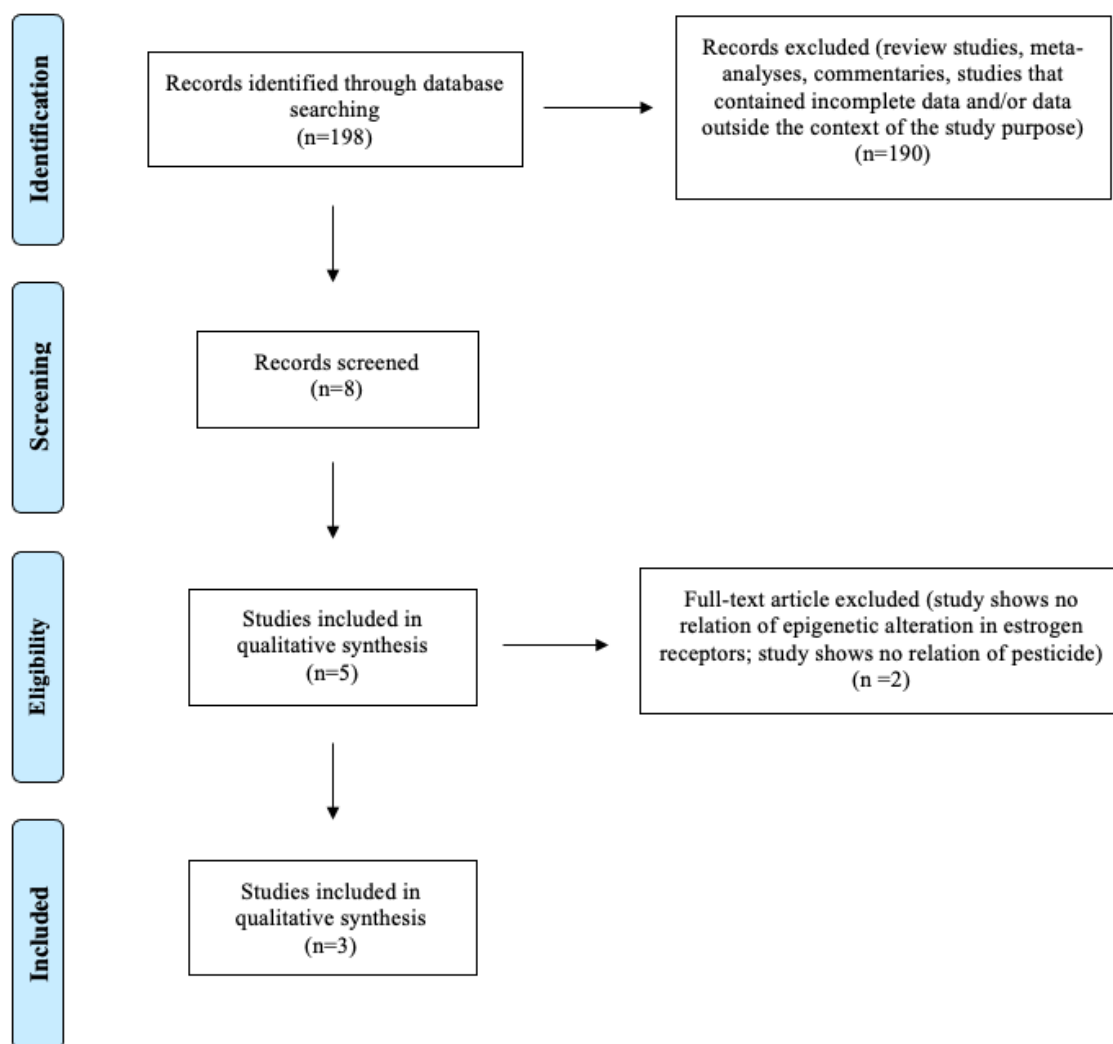 Identification
Records identified through database
searching
(n=198)
Records excluded (review studies, meta-
analyses, commentaries, studies that
contained incomplete data and/or data
outside the context of the study purpose)
(n=190)
Screening
Records screened
(n=8)
Eligibility
Studies included in
qualitative synthesis
(n=5)
Full-text article excluded (study shows no
relation of epigenetic alteration in estrogen
receptors; study shows no relation of pesticide)
(n =2)
Included
Studies included in
qualitative synthesis
(n=3)